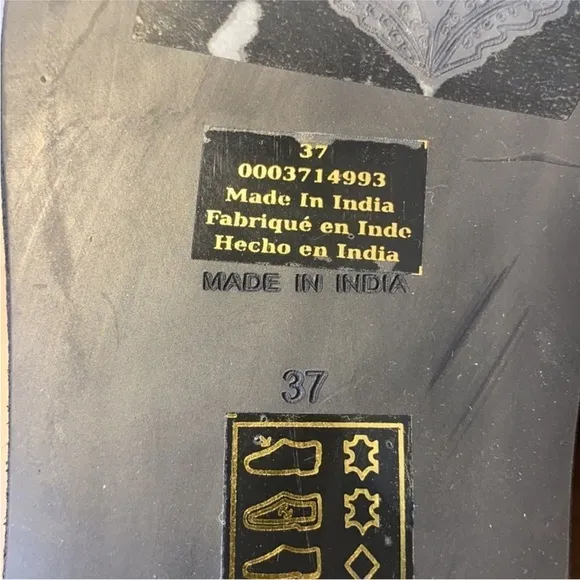 37
0003714993
Made In India
Fabriqué en Inde
Hecho en India
MADE IN INDIA
37